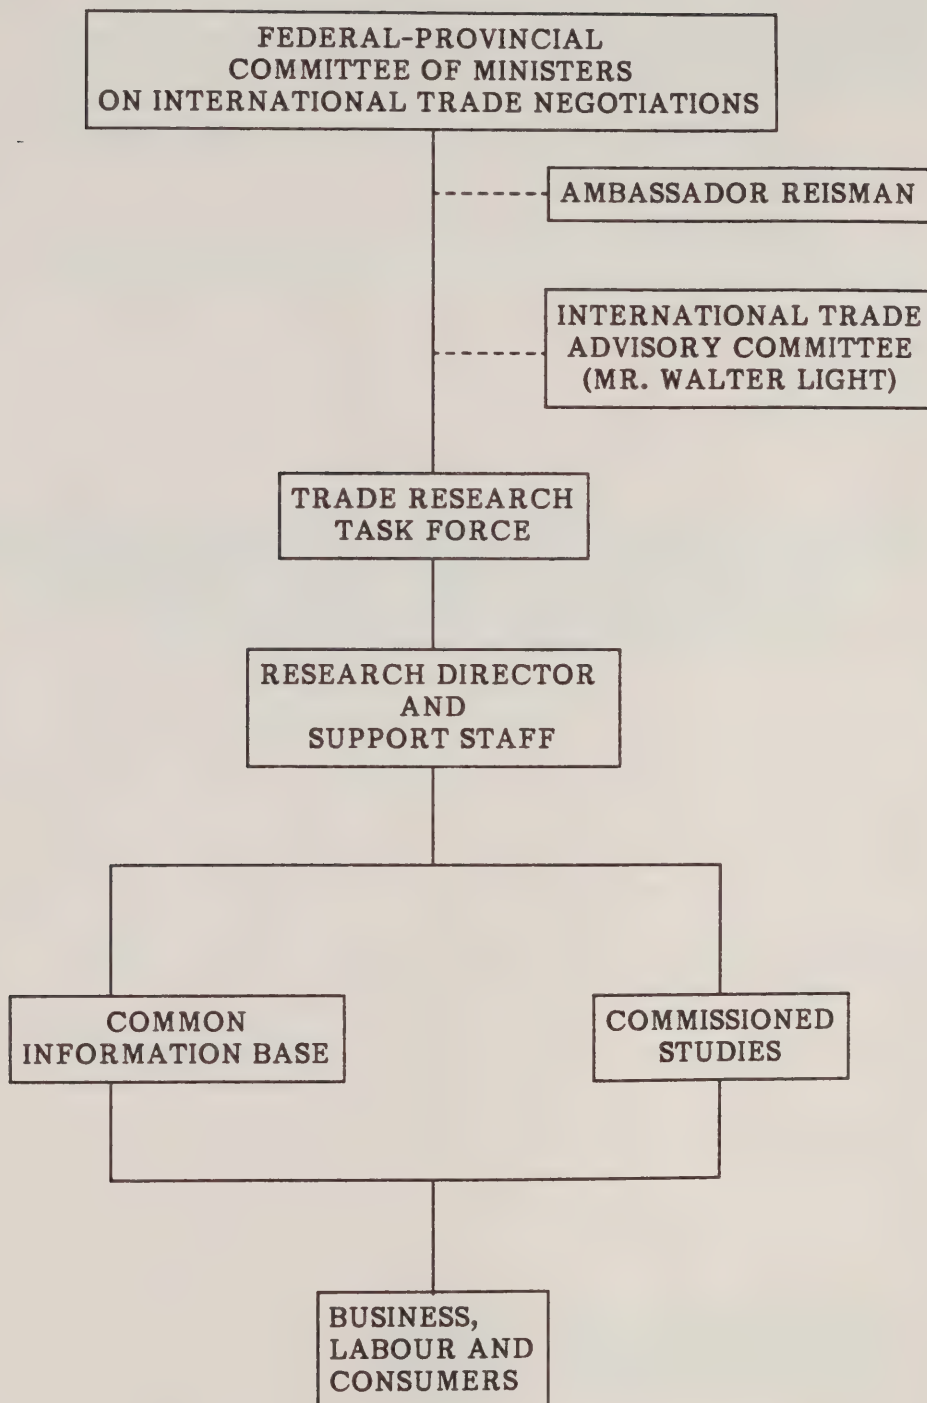 FEDERAL-PROVINCIAL
COMMITTEE OF MINISTERS
ON INTERNATIONAL TRADE NEGOTIATIONS
AMBASSADOR REISMAN
INTERNATIONAL TRADE
ADVISORY COMMITTEE
(MR. WALTER LIGHT)
TRADE RESEARCH
TASK FORCE
RESEARCH DIRECTOR
AND
SUPPORT STAFF
COMMON
INFORMATION BASE
COMMISSIONED
STUDIES
BUSINESS,
LABOUR AND
CONSUMERS